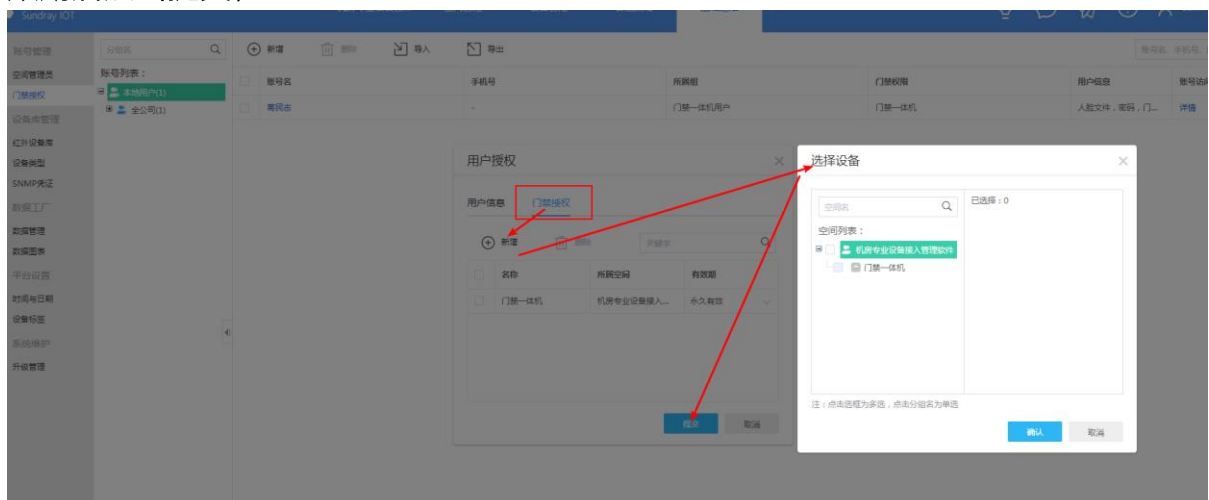 Sundray IOT
账号管理
空间管理员
门禁授权
设备库管理
红外设备库
设备类型
SNMP凭证
数据工厂
数据管理
数据图表
平台设置
时间与日期
设备标签
系统维护
升级管理
分组名
账号列表：
本地用户(1)
全公司(1)
新增 删除 导入 导出
账号名、手机号、
账号名 手机号 所属组 门禁权限 用户信息
蒋民志 - 门禁一体机用户 门禁一体机 人脸文件，密码，门... 详情
用户授权
用户信息 门禁授权
新增 删除 关键字
名称 所属空间 有效期
门禁一体机 机房专业设备接入... 永久有效
提交 取消
选择设备
空间名
已选择：0
空间列表：
机房专业设备接入管理软件
门禁一体机
注：点击选框为多选，点击分组名为单选
确认 取消